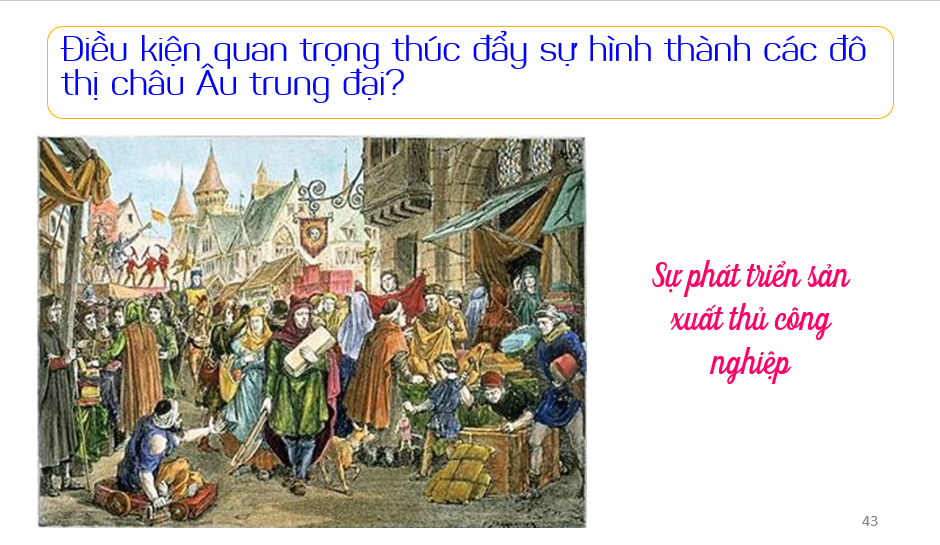 Điều kiện quan trọng thúc đẩy sự hình thành các đô
thị châu Âu trung đại?
Sự phát triển sản
xuất thủ công
nghiệp
43